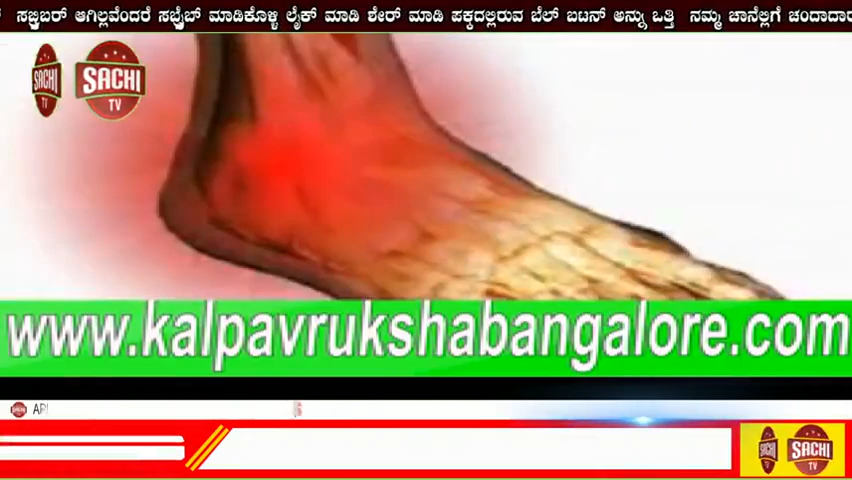 ಸಬ್ಸ್ಕ್ರಿಬರ್ ಆಗಿಲ್ಲವೆಂದರೆ ಸಬ್ಸ್ಕ್ರೈಬ್ ಮಾಡಿಕೊಳ್ಳಿ ಲೈಕ್ ಮಾಡಿ ಶೇರ್ ಮಾಡಿ ಪಕ್ಕದಲ್ಲಿರುವ ಬೆಲ್ ಬಟನ್ ಅನ್ನು ಒತ್ತಿ ನಮ್ಮ ಚಾನೆಲ್ಲಿಗೆ
SACHI TV
SACHI TV
www.kalpavrukshabangalore.com
SACHI TV
SACHI TV